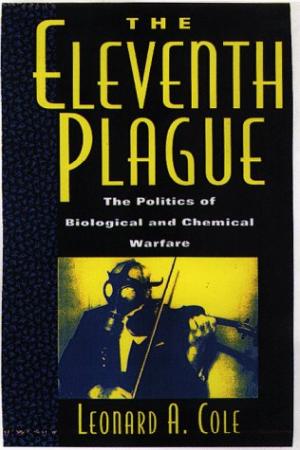 THE
ELEVENTH
PLAGUE
The Politics of
Biological and Chemical
Warfare
LEONARD A. COLE